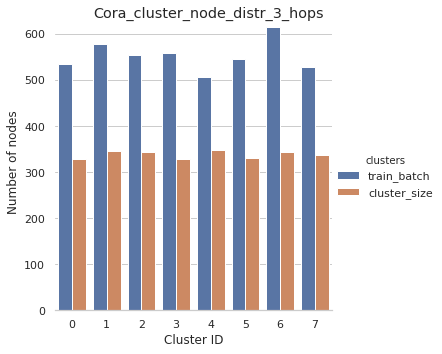 Cora_cluster_node_distr_3_hops
600
500
400
300
200
100
0
Number of nodes
0 1 2 3 4 5 6 7
Cluster ID
clusters
train_batch
cluster_size